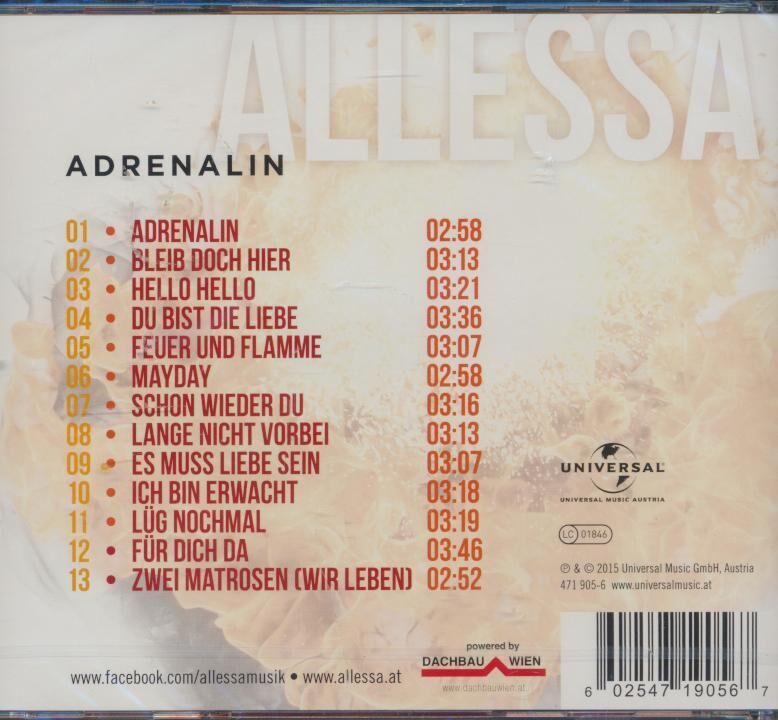 ALLESSA
ADRENALIN
01 • ADRENALIN 02:58
02 • BLEIB DOCH HIER 03:13
03 • HELLO HELLO 03:21
04 • DU BIST DIE LIEBE 03:36
05 • FEUER UND FLAMME 03:07
06 • MAYDAY 02:58
07 • SCHON WIEDER DU 03:16
08 • LANGE NICHT VORBEI 03:13
09 • ES MUSS LIEBE SEIN 03:07
10 • ICH BIN ERWACHT 03:18
11 • LÜG NOCHMAL 03:19
12 • FÜR DICH DA 03:46
13 • ZWEI MATROSEN (WIR LEBEN) 02:52
UNIVERSAL
UNIVERSAL MUSIC AUSTRIA
LC 01846
℗ & © 2015 Universal Music GmbH, Austria
471 905-6 www.universalmusic.at
www.facebook.com/allessamusik • www.allessa.at
powered by
DACHBAU WIEN
www.dachbauwien.at
6 02547 19056 7